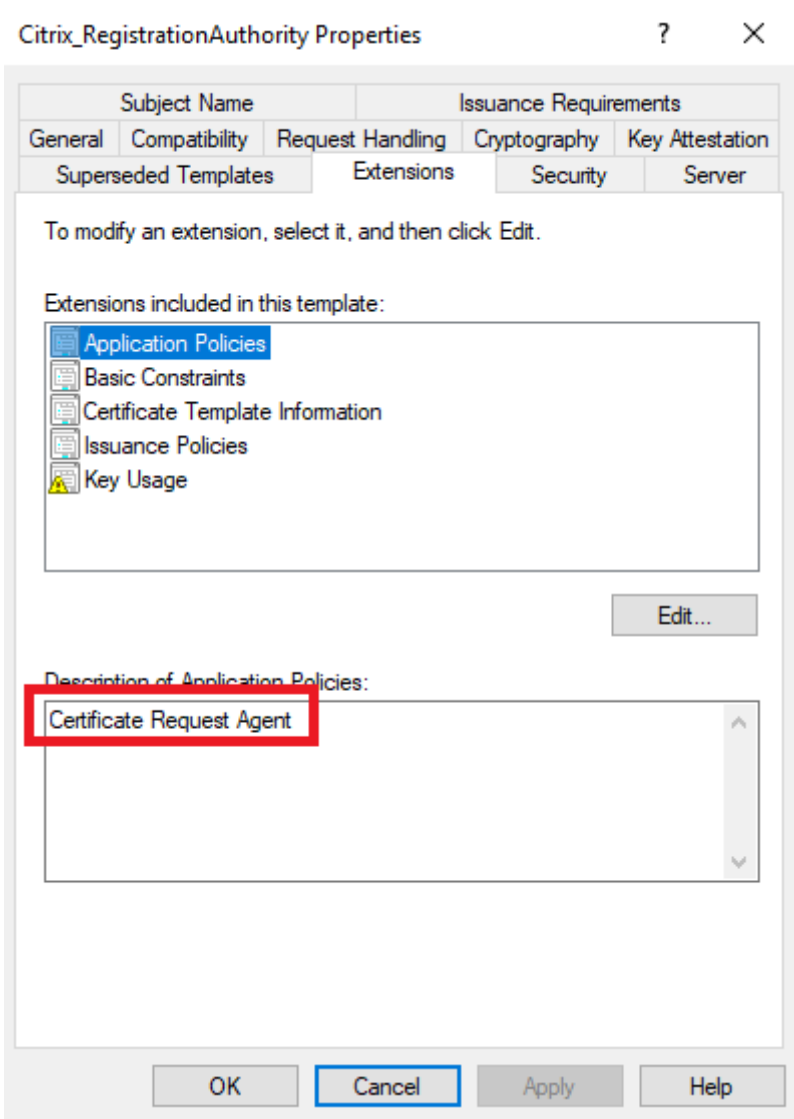 Citrix_RegistrationAuthority Properties ? ×
Subject Name Issuance Requirements
General Compatibility Request Handling Cryptography Key Attestation
Superseded Templates Extensions Security Server
To modify an extension, select it, and then click Edit.
Extensions included in this template:
Application Policies
Basic Constraints
Certificate Template Information
Issuance Policies
Key Usage
Edit...
Description of Application Policies:
Certificate Request Agent
OK Cancel Apply Help